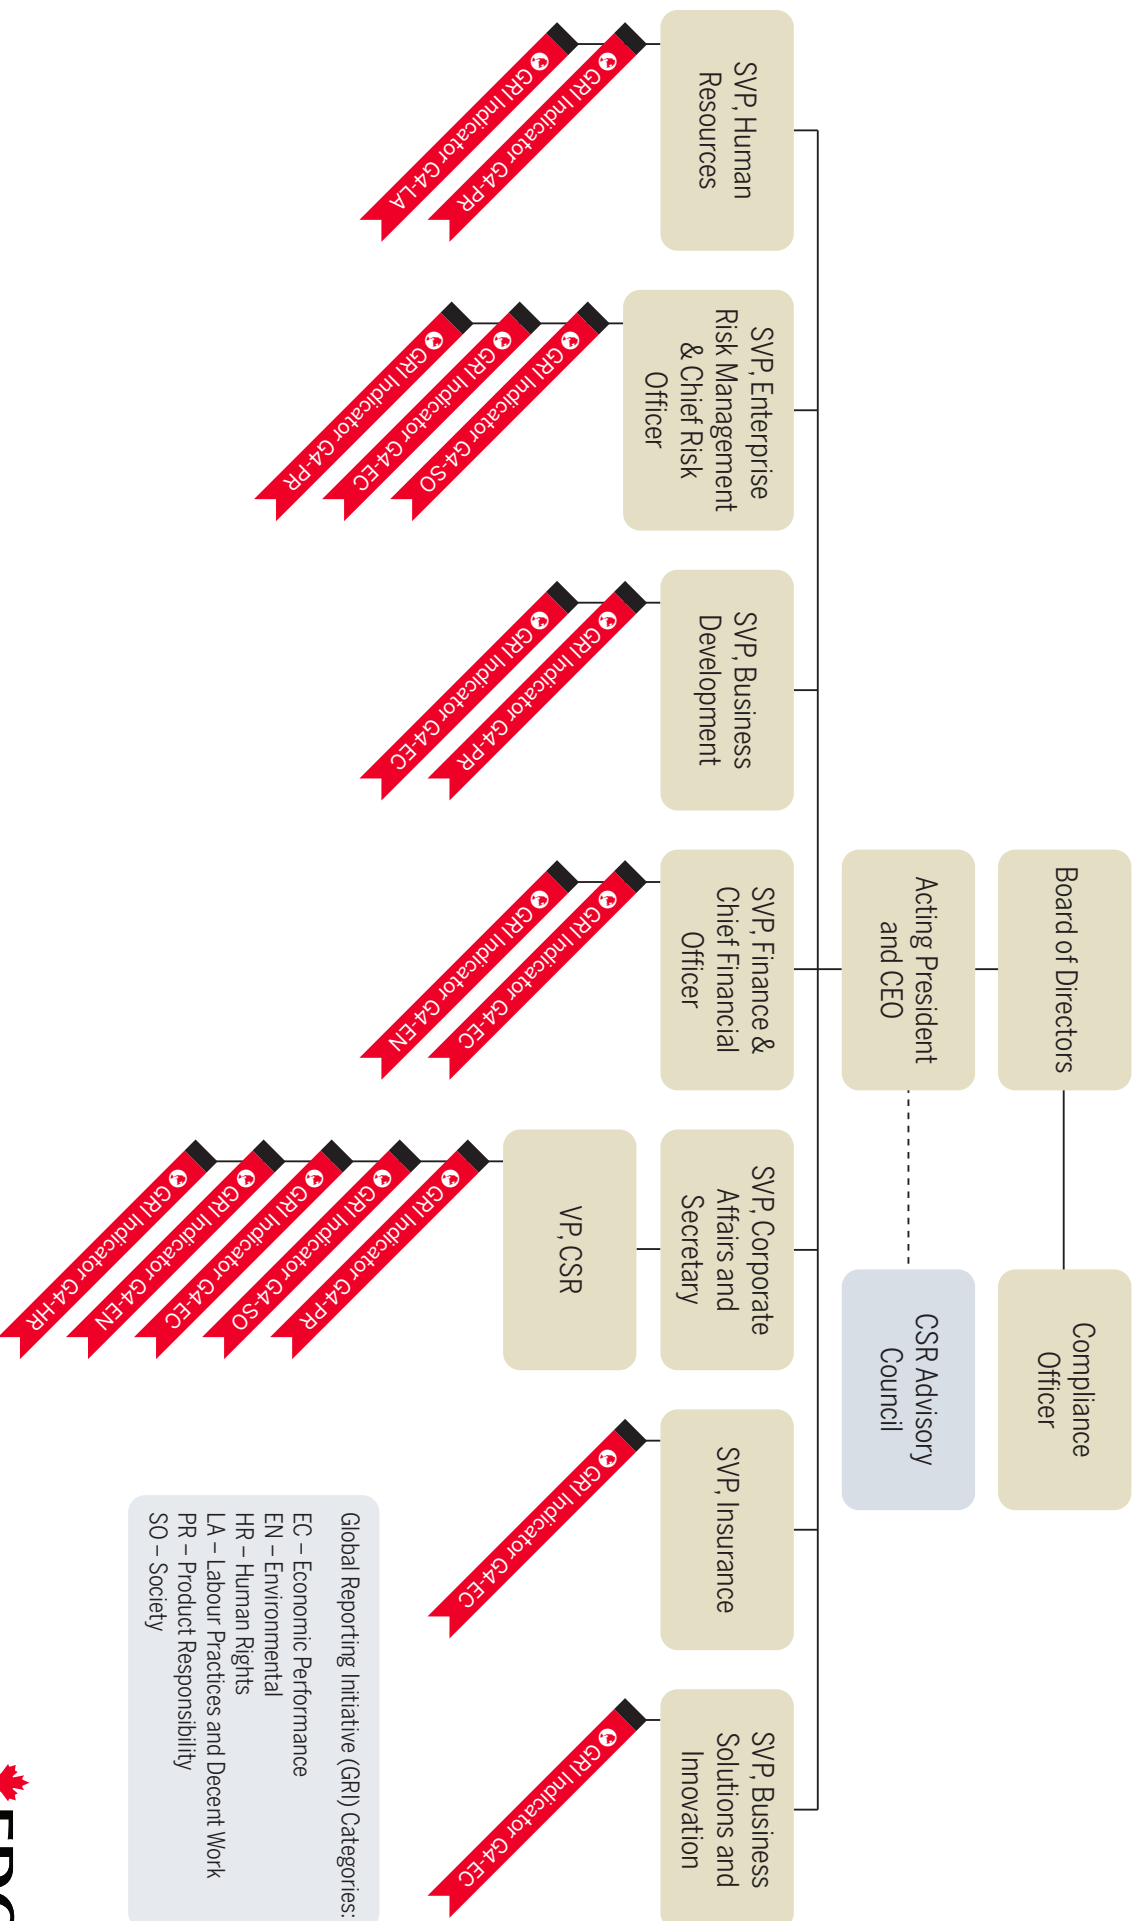 Board of Directors
Compliance
Officer
Acting President
and CEO
CSR Advisory
Council
SVP, Human
Resources
GRI Indicator G4-PR
GRI Indicator G4-LA
SVP, Enterprise
Risk Management
& Chief Risk
Officer
GRI Indicator G4-SO
GRI Indicator G4-EC
GRI Indicator G4-PR
SVP, Business
Development
GRI Indicator G4-PR
GRI Indicator G4-EC
SVP, Finance &
Chief Financial
Officer
GRI Indicator G4-EC
GRI Indicator G4-EN
SVP, Corporate
Affairs and
Secretary
VP, CSR
GRI Indicator G4-PR
GRI Indicator G4-SO
GRI Indicator G4-EC
GRI Indicator G4-EN
GRI Indicator G4-HR
SVP, Insurance
GRI Indicator G4-EC
SVP, Business
Solutions and
Innovation
GRI Indicator G4-EC
Global Reporting Initiative (GRI) Categories:
EC – Economic Performance
EN – Environmental
HR – Human Rights
LA – Labour Practices and Decent Work
PR – Product Responsibility
SO – Society